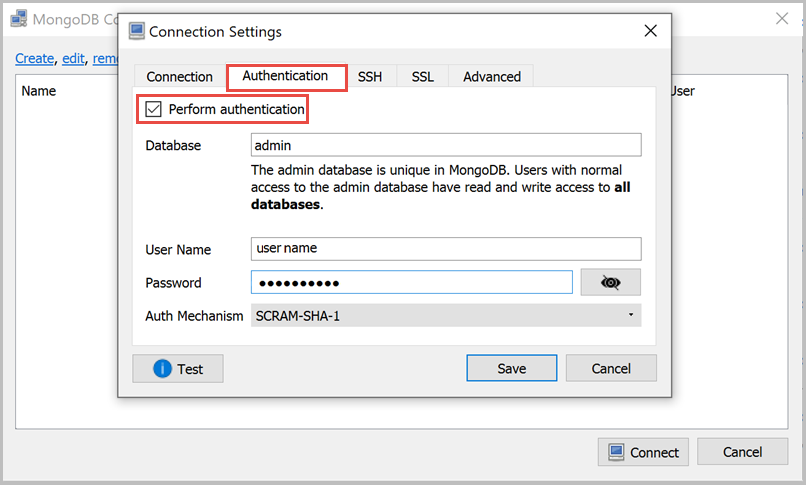 MongoDB Co
Connection Settings
Create, edit, rem
Name
User
Connection
Authentication
SSH
SSL
Advanced
Perform authentication
Database
admin
The admin database is unique in MongoDB. Users with normal
access to the admin database have read and write access to all
databases.
User Name
user name
Password
●●●●●●●●●●
Auth Mechanism
SCRAM-SHA-1
Test
Save
Cancel
Connect
Cancel